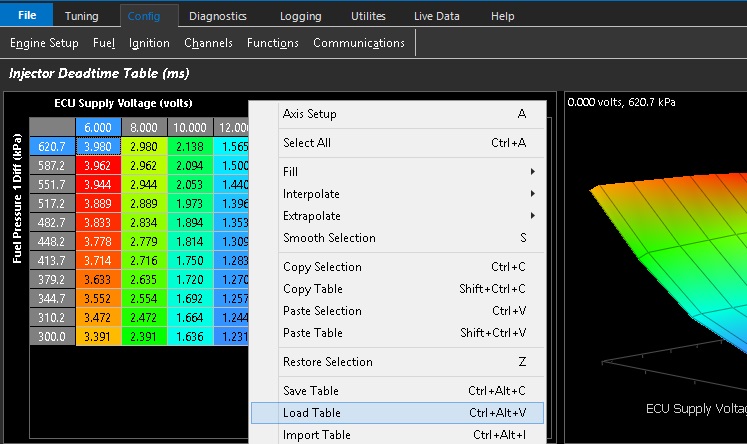 File Tuning Config Diagnostics Logging Utilites Live Data Help
Engine Setup Fuel Ignition Channels Functions Communications
Injector Deadtime Table (ms)
ECU Supply Voltage (volts)
Fuel Pressure 1 Diff (kPa)
6.000 8.000 10.000 12.00
620.7 3.980 2.980 2.138 1.565
587.2 3.962 2.962 2.094 1.500
551.7 3.944 2.944 2.053 1.440
517.2 3.889 2.889 1.973 1.396
482.7 3.833 2.834 1.894 1.353
448.2 3.778 2.779 1.814 1.309
413.7 3.714 2.716 1.750 1.283
379.2 3.633 2.635 1.720 1.270
344.7 3.552 2.554 1.692 1.257
310.2 3.472 2.472 1.664 1.244
300.0 3.391 2.391 1.636 1.231
Axis Setup A
Select All Ctrl+A
Fill
Interpolate
Extrapolate
Smooth Selection S
Copy Selection Ctrl+C
Copy Table Shift+Ctrl+C
Paste Selection Ctrl+V
Paste Table Shift+Ctrl+V
Restore Selection Z
Save Table Ctrl+Alt+C
Load Table Ctrl+Alt+V
Import Table Ctrl+Alt+I
0.000 volts, 620.7 kPa
ECU Supply Voltag